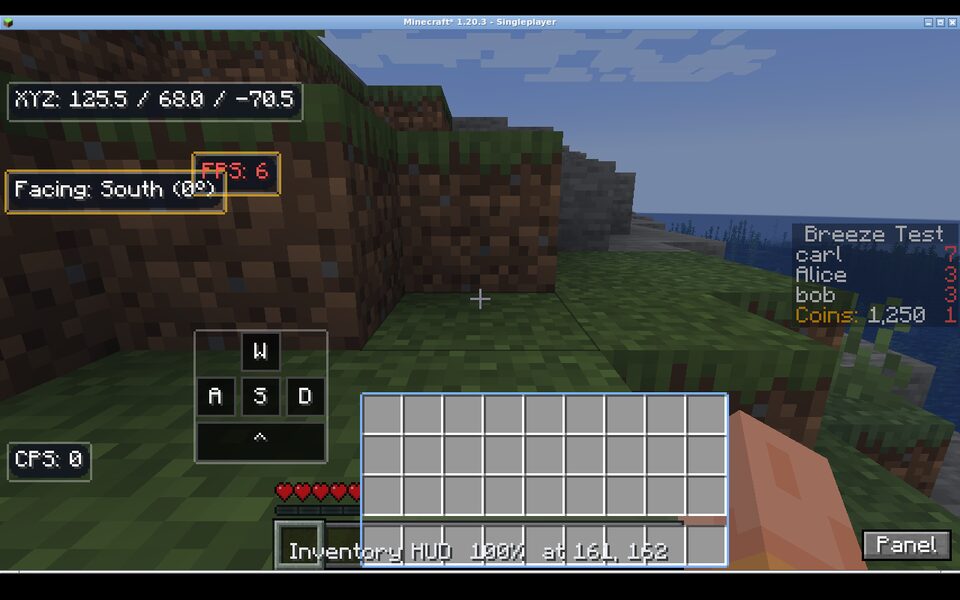 Minecraft* 1.20.3 - Singleplayer
XYZ: 125.5 / 68.0 / -70.5
FPS: 6
Facing: South (0°)
Breeze Test
carl 7
Alice 3
bob 3
Coins: 1,250 1
W
A S D
^
CPS: 0
Inventory HUD 100% at 161, 162
Panel